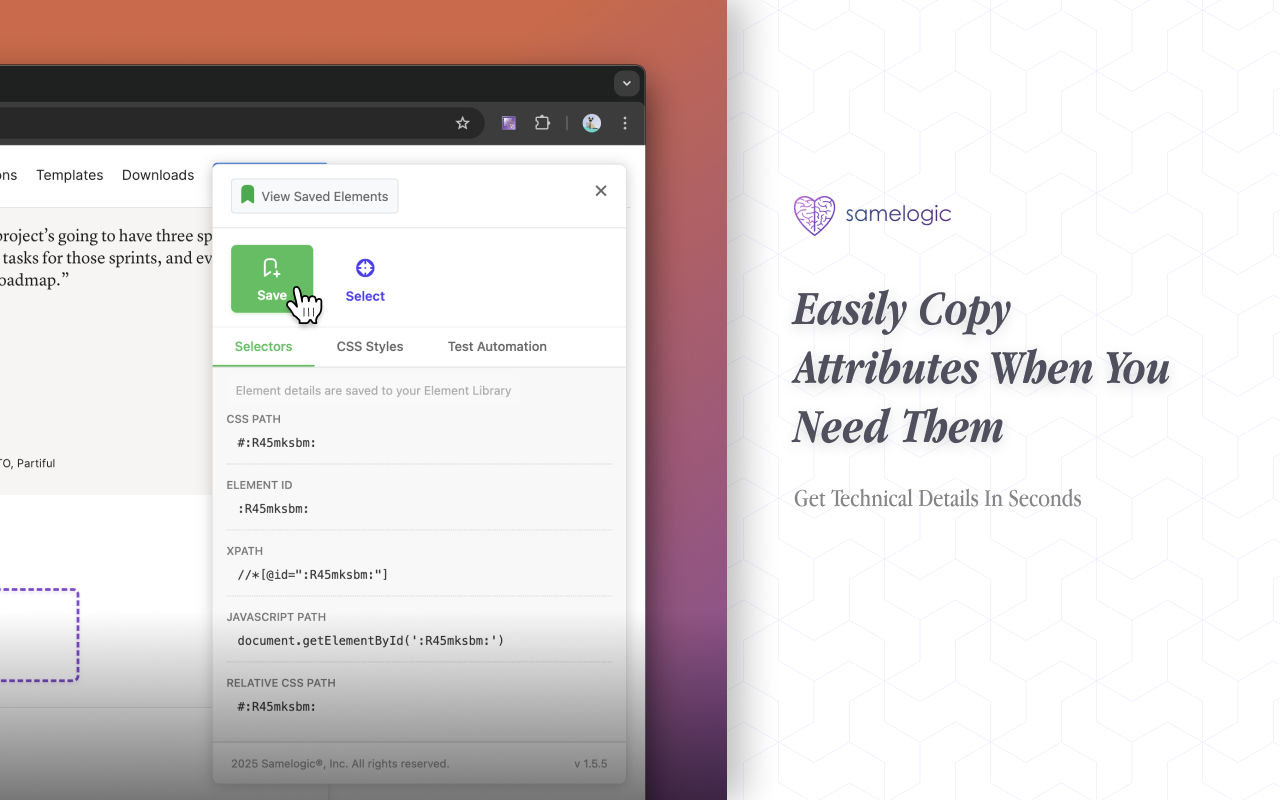 ons Templates Downloads
project’s going to have three sp
tasks for those sprints, and ev
oadmap.”
TO, Partiful
View Saved Elements
Save
Select
Selectors CSS Styles Test Automation
Element details are saved to your Element Library
CSS PATH
#:R45mksbm:
ELEMENT ID
:R45mksbm:
XPATH
//*[@id=":R45mksbm:"]
JAVASCRIPT PATH
document.getElementById(':R45mksbm:')
RELATIVE CSS PATH
#:R45mksbm:
2025 Samelogic®, Inc. All rights reserved. v 1.5.5
samelogic
Easily Copy
Attributes When You
Need Them
Get Technical Details In Seconds